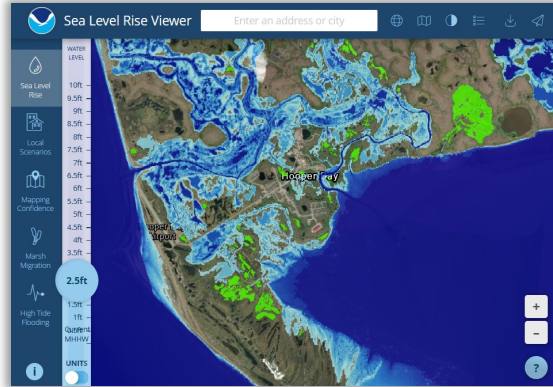 Sea Level Rise Viewer
Enter an address or city
WATER
LEVEL
10ft
9.5ft
9ft
8.5ft
8ft
7.5ft
7ft
6.5ft
6ft
5.5ft
5ft
4.5ft
4ft
3.5ft
2.5ft
1.5ft
1ft
Current
MHHW
UNITS
Sea Level
Rise
Local
Scenarios
Mapping
Confidence
Marsh
Migration
High Tide
Flooding
i
Hooper Bay
+
−
?